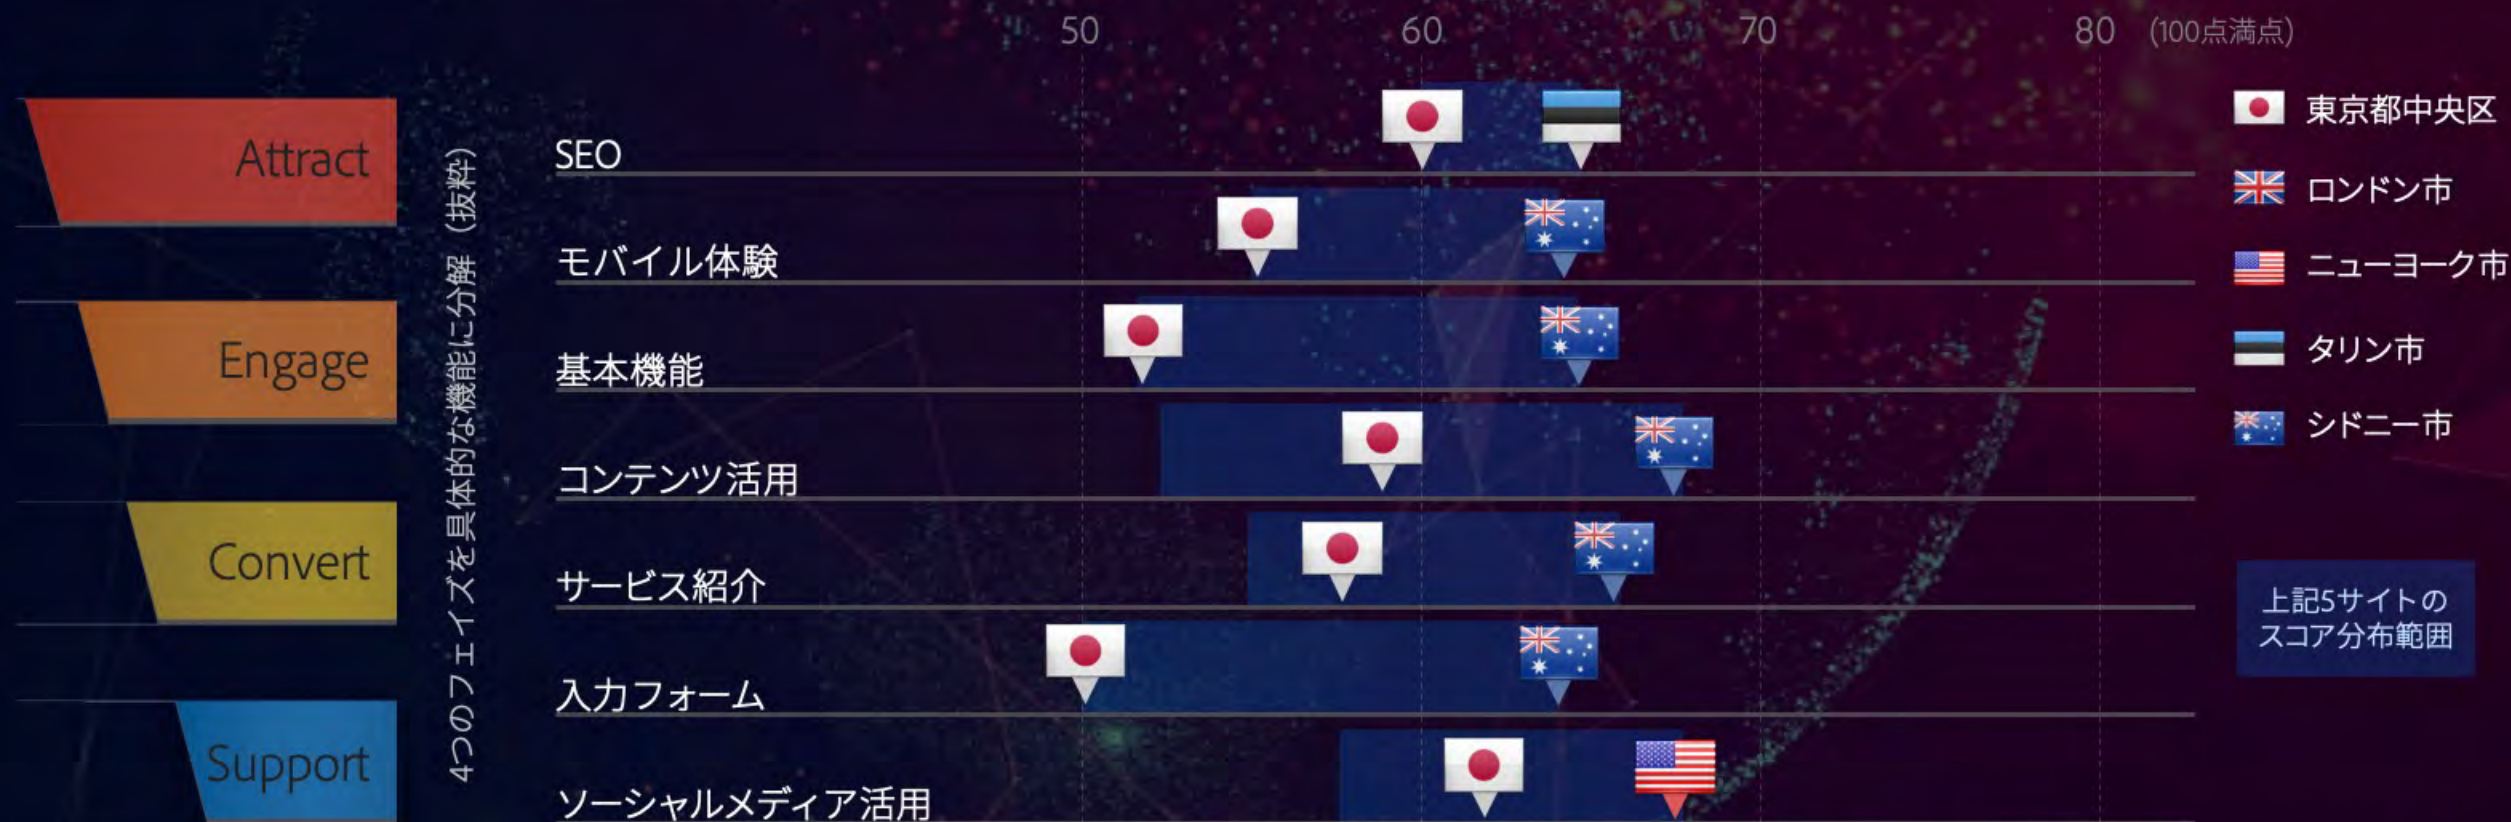 50 60 70 80 (100点満点)
Attract
Engage
Convert
Support
4つのフェイズを具体的な機能に分解（抜粋）
SEO
モバイル体験
基本機能
コンテンツ活用
サービス紹介
入力フォーム
ソーシャルメディア活用
東京都中央区
ロンドン市
ニューヨーク市
タリン市
シドニー市
上記5サイトの
スコア分布範囲